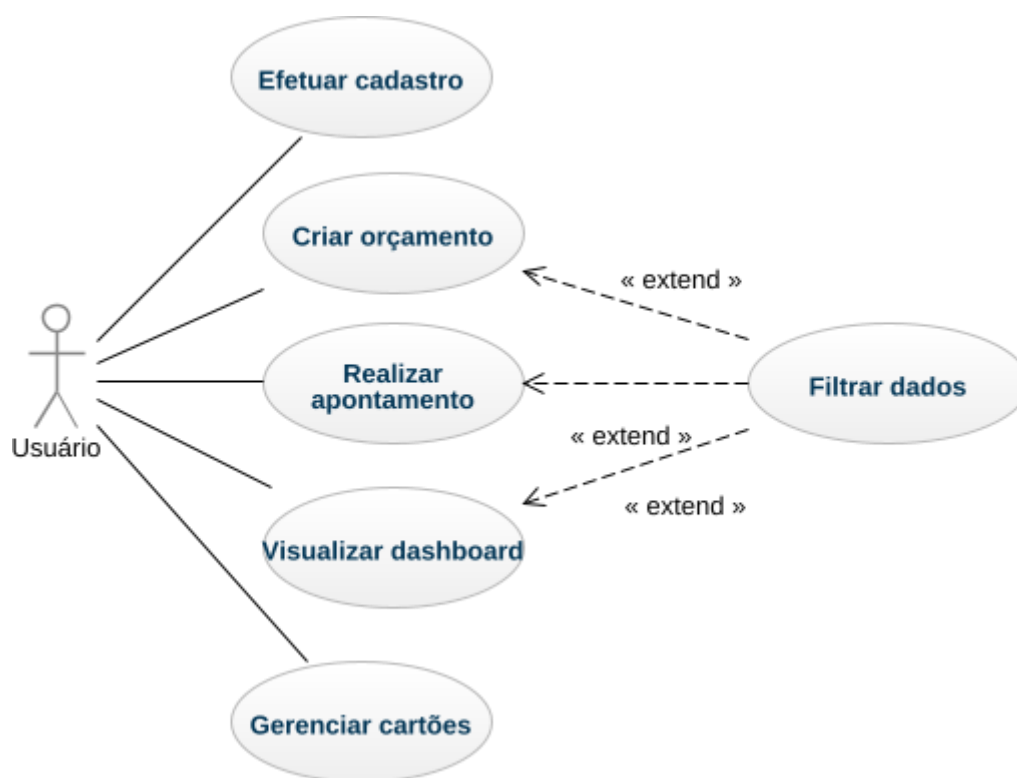 Efetuar cadastro
Criar orçamento
« extend »
Realizar
apontamento
Filtrar dados
Usuário
« extend »
« extend »
Visualizar dashboard
Gerenciar cartões